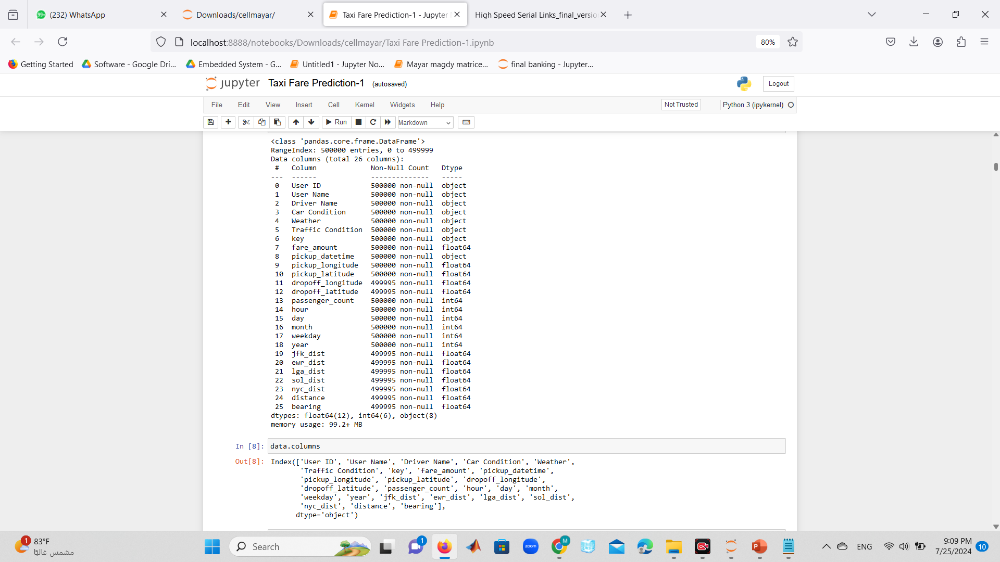 (232) WhatsApp
Downloads/cellmayar/
Taxi Fare Prediction-1 - Jupyter
High Speed Serial Links_final_versio
localhost:8888/notebooks/Downloads/cellmayar/Taxi Fare Prediction-1.ipynb
80%
Getting Started
Software - Google Dri...
Embedded System - G...
Untitled1 - Jupyter No...
Mayar magdy matrice...
final banking - Jupyter...
jupyter Taxi Fare Prediction-1 (autosaved)
Logout
File Edit View Insert Cell Kernel Widgets Help
Not Trusted
Python 3 (ipykernel)
Run
Markdown
<class 'pandas.core.frame.DataFrame'>
RangeIndex: 500000 entries, 0 to 499999
Data columns (total 26 columns):
# Column Non-Null Count Dtype
--- ------ -------------- -----
0 User ID 500000 non-null object
1 User Name 500000 non-null object
2 Driver Name 500000 non-null object
3 Car Condition 500000 non-null object
4 Weather 500000 non-null object
5 Traffic Condition 500000 non-null object
6 key 500000 non-null object
7 fare_amount 500000 non-null float64
8 pickup_datetime 500000 non-null object
9 pickup_longitude 500000 non-null float64
10 pickup_latitude 500000 non-null float64
11 dropoff_longitude 499995 non-null float64
12 dropoff_latitude 499995 non-null float64
13 passenger_count 500000 non-null int64
14 hour 500000 non-null int64
15 day 500000 non-null int64
16 month 500000 non-null int64
17 weekday 500000 non-null int64
18 year 500000 non-null int64
19 jfk_dist 499995 non-null float64
20 ewr_dist 499995 non-null float64
21 lga_dist 499995 non-null float64
22 sol_dist 499995 non-null float64
23 nyc_dist 499995 non-null float64
24 distance 499995 non-null float64
25 bearing 499995 non-null float64
dtypes: float64(12), int64(6), object(8)
memory usage: 99.2+ MB
In [8]: data.columns
Out[8]: Index(['User ID', 'User Name', 'Driver Name', 'Car Condition', 'Weather',
'Traffic Condition', 'key', 'fare_amount', 'pickup_datetime',
'pickup_longitude', 'pickup_latitude', 'dropoff_longitude',
'dropoff_latitude', 'passenger_count', 'hour', 'day', 'month',
'weekday', 'year', 'jfk_dist', 'ewr_dist', 'lga_dist', 'sol_dist',
'nyc_dist', 'distance', 'bearing'],
dtype='object')
1
83°F
مشمس غالبًا
Search
1
zoom
M
P
ENG
9:09 PM
7/25/2024
10